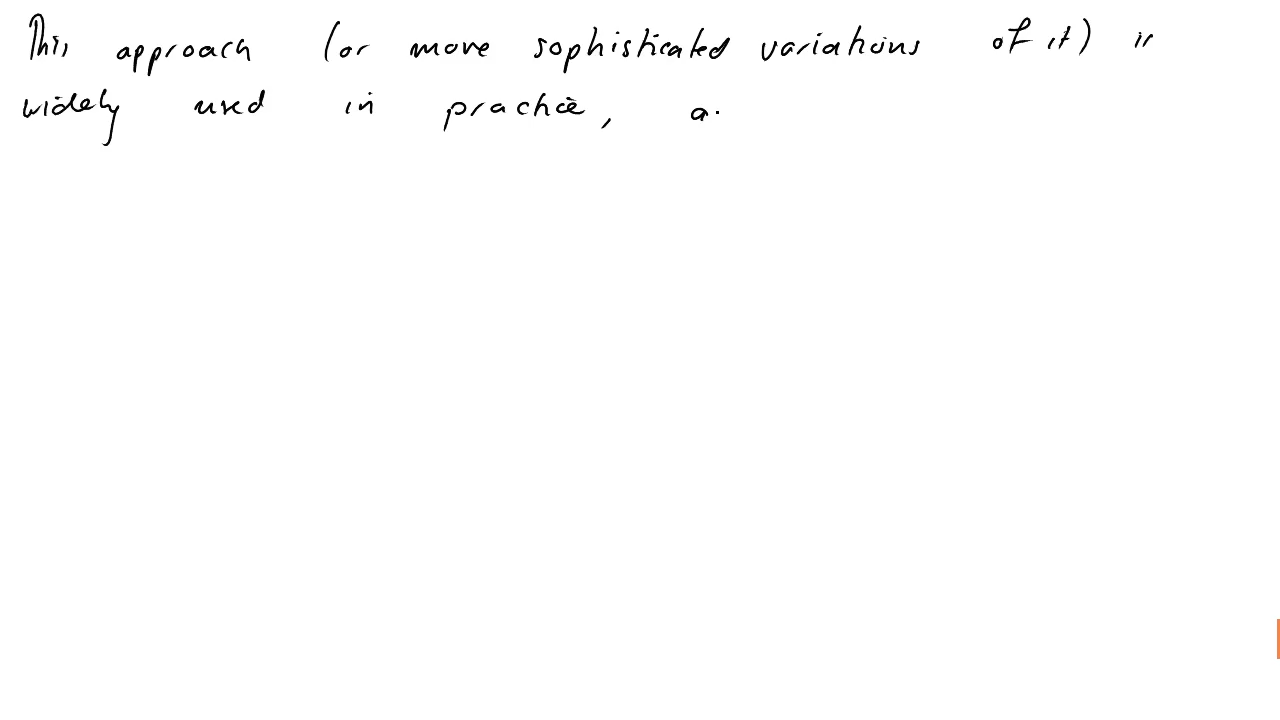 This approach (or more sophisticated variations of it) is
widely used in practice, a